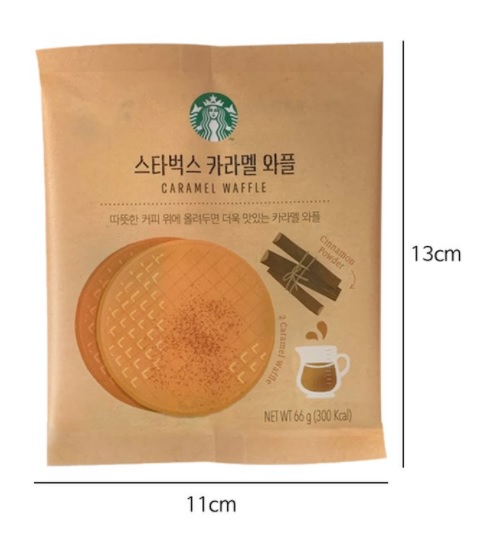 스타벅스 카라멜 와플
CARAMEL WAFFLE
따뜻한 커피 위에 올려두면 더욱 맛있는 카라멜 와플
Cinnamon
Powder
2 Caramel Waffle
NET WT 66 g (300 Kcal)
13cm
11cm